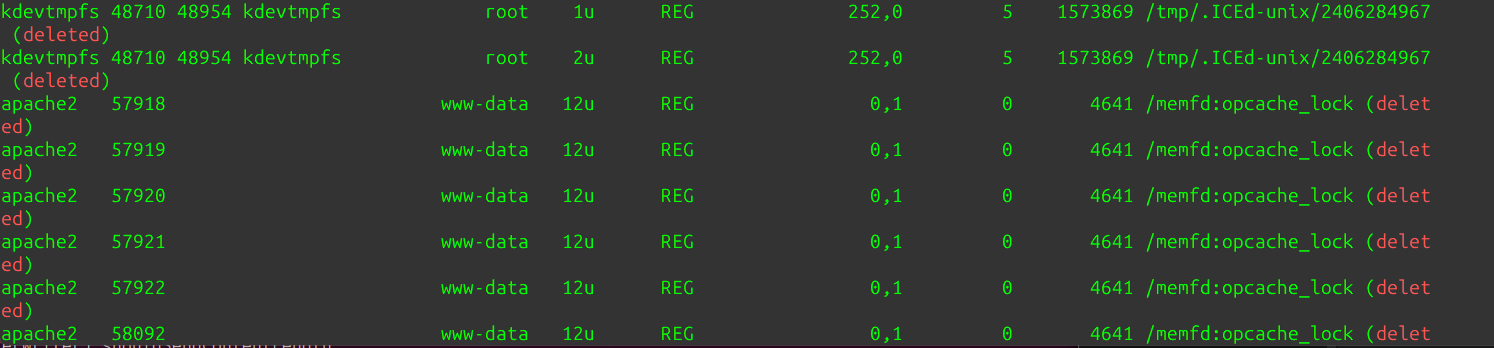 kdevtmpfs 48710 48954 kdevtmpfs root 1u REG 252,0 5 1573869 /tmp/.ICEd-unix/2406284967
(deleted)
kdevtmpfs 48710 48954 kdevtmpfs root 2u REG 252,0 5 1573869 /tmp/.ICEd-unix/2406284967
(deleted)
apache2 57918 www-data 12u REG 0,1 0 4641 /memfd:opcache_lock (delet
ed)
apache2 57919 www-data 12u REG 0,1 0 4641 /memfd:opcache_lock (delet
ed)
apache2 57920 www-data 12u REG 0,1 0 4641 /memfd:opcache_lock (delet
ed)
apache2 57921 www-data 12u REG 0,1 0 4641 /memfd:opcache_lock (delet
ed)
apache2 57922 www-data 12u REG 0,1 0 4641 /memfd:opcache_lock (delet
ed)
apache2 58092 www-data 12u REG 0,1 0 4641 /memfd:opcache_lock (delet